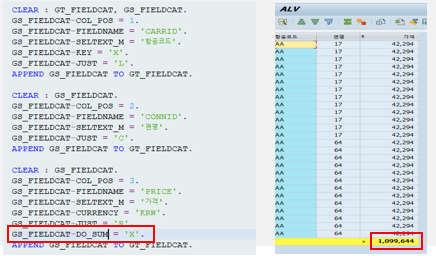 CLEAR : GT_FIELDCAT, GS_FIELDCAT.
GS_FIELDCAT-COL_POS = 1.
GS_FIELDCAT-FIELDNAME = 'CARRID'.
GS_FIELDCAT-SELTEXT_M = '항공코드'.
GS_FIELDCAT-KEY = 'X'.
GS_FIELDCAT-JUST = 'L'.
APPEND GS_FIELDCAT TO GT_FIELDCAT.
CLEAR : GS_FIELDCAT.
GS_FIELDCAT-COL_POS = 2.
GS_FIELDCAT-FIELDNAME = 'CONNID'.
GS_FIELDCAT-SELTEXT_M = '편명'.
GS_FIELDCAT-JUST = 'C'.
APPEND GS_FIELDCAT TO GT_FIELDCAT.
CLEAR : GS_FIELDCAT.
GS_FIELDCAT-COL_POS = 3.
GS_FIELDCAT-FIELDNAME = 'PRICE'.
GS_FIELDCAT-SELTEXT_M = '가격'.
GS_FIELDCAT-CURRENCY = 'KRW'.
GS_FIELDCAT-JUST = 'R'.
GS_FIELDCAT-DO_SUM = 'X'.
APPEND GS_FIELDCAT TO GT_FIELDCAT.
ALV
항공코드 편명 가격
AA 17 42,294
AA 17 42,294
AA 17 42,294
AA 17 42,294
AA 17 42,294
AA 17 42,294
AA 17 42,294
AA 17 42,294
AA 17 42,294
AA 17 42,294
AA 17 42,294
AA 64 42,294
AA 64 42,294
AA 64 42,294
AA 64 42,294
AA 64 42,294
AA 64 42,294
AA 64 42,294
AA 64 42,294
AA 64 42,294
AA 64 42,294
AA 64 42,294
1,099,644